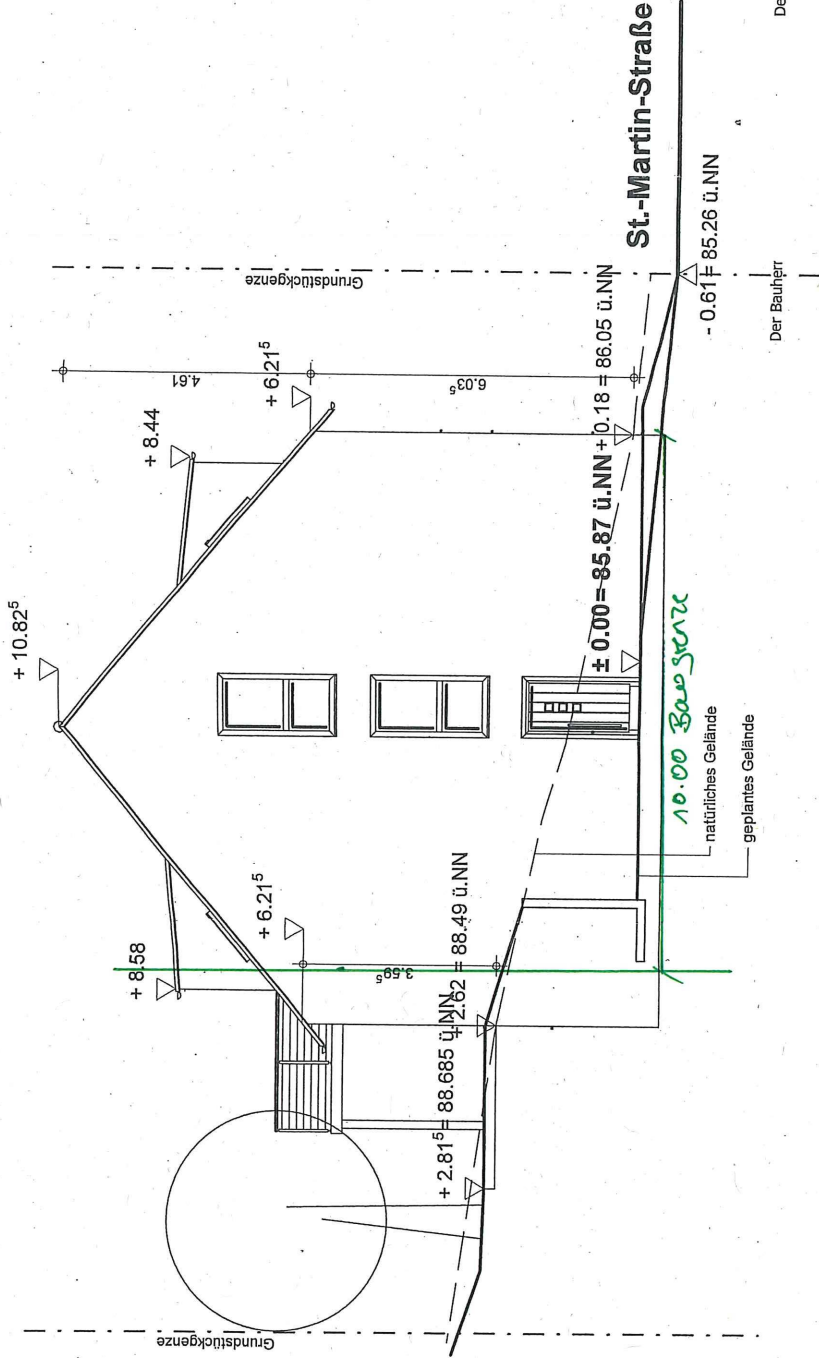 + 10.82⁵
+ 8.44
4.61
+ 6.21⁵
6.03⁵
Grundstückgenze
St.-Martin-Straße
De
+ 8.58
+ 6.21⁵
3.59⁵
+ 2.62 = 88.49 ü.NN
+ 2.81⁵ = 88.685 ü.NN
± 0.00 = 85.87 ü.NN
+ 0.18 = 86.05 ü.NN
- 0.61 = 85.26 ü.NN
10.00 Baugrenze
natürliches Gelände
geplantes Gelände
Grundstückgenze
Der Bauherr